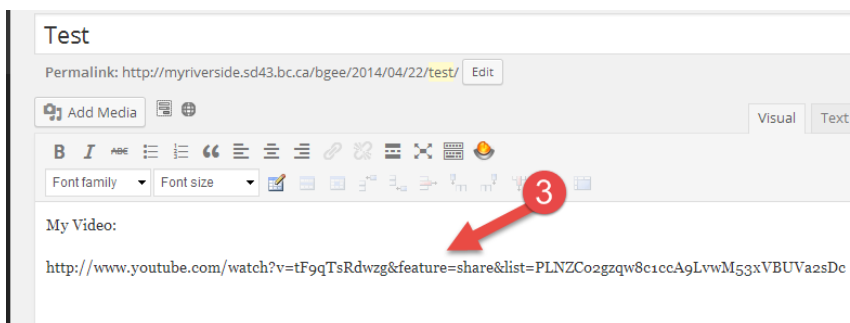 Test
Permalink: http://myriverside.sd43.bc.ca/bgee/2014/04/22/test/ Edit
Add Media
Visual Text
B I ABC
Font family Font size
3
My Video:
http://www.youtube.com/watch?v=tF9qTsRdwzg&feature=share&list=PLNZCo2gzqw8c1ccA9LvwM53xVBUVa2sDc